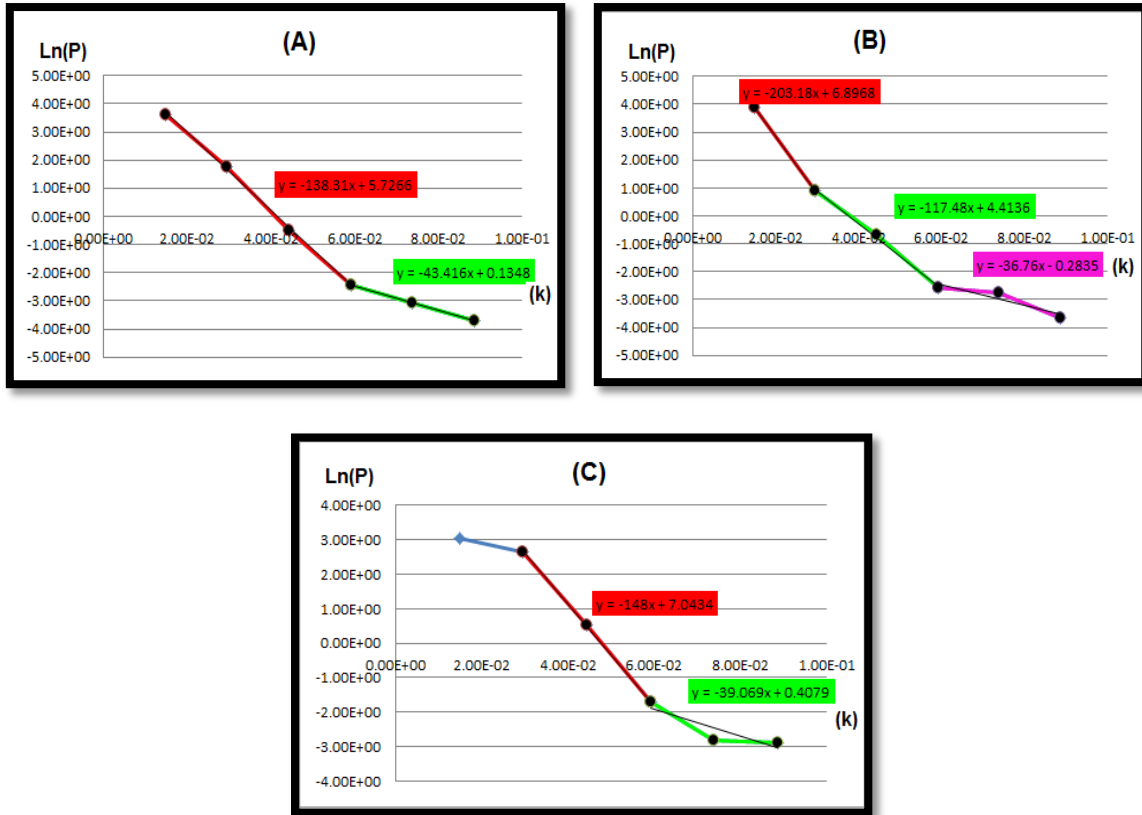 (A)
Ln(P)
5.00E+00
4.00E+00
3.00E+00
2.00E+00
1.00E+00
0.00E+00
-1.00E+00
-2.00E+00
-3.00E+00
-4.00E+00
-5.00E+00
0.00E+00 2.00E-02 4.00E-02 6.00E-02 8.00E-02 1.00E-01
y = -138.31x + 5.7266
y = -43.416x + 0.1348
(k)
(B)
Ln(P)
5.00E+00
4.00E+00
3.00E+00
2.00E+00
1.00E+00
0.00E+00
-1.00E+00
-2.00E+00
-3.00E+00
-4.00E+00
-5.00E+00
0.00E+00 2.00E-02 4.00E-02 6.00E-02 8.00E-02 1.00E-01
y = -203.18x + 6.8968
y = -117.48x + 4.4136
y = -36.76x - 0.2835
(k)
(C)
Ln(P)
4.00E+00
3.00E+00
2.00E+00
1.00E+00
0.00E+00
-1.00E+00
-2.00E+00
-3.00E+00
-4.00E+00
0.00E+00 2.00E-02 4.00E-02 6.00E-02 8.00E-02 1.00E-01
y = -148x + 7.0434
y = -39.069x + 0.4079
(k)